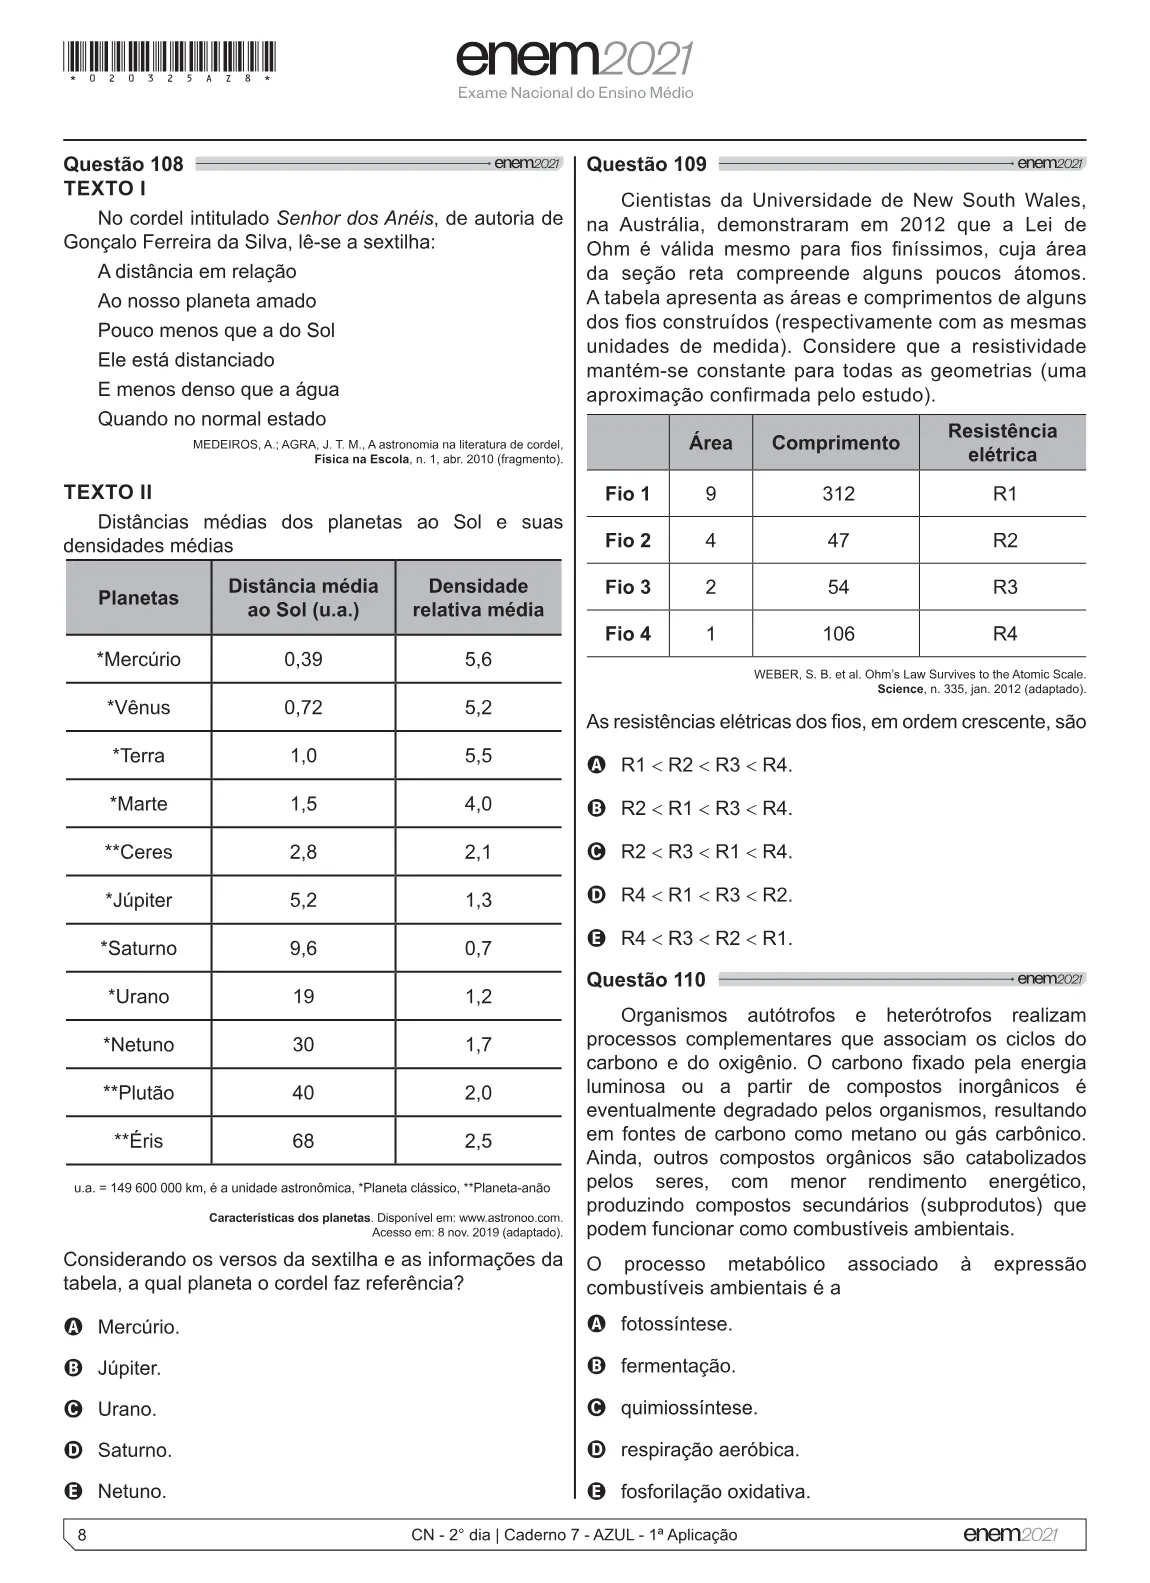 *020325AZ8*
enem2021
Exame Nacional do Ensino Médio
Questão 108 enem2021
TEXTO I
No cordel intitulado Senhor dos Anéis, de autoria de
Gonçalo Ferreira da Silva, lê-se a sextilha:
A distância em relação
Ao nosso planeta amado
Pouco menos que a do Sol
Ele está distanciado
E menos denso que a água
Quando no normal estado
MEDEIROS, A.; AGRA, J. T. M., A astronomia na literatura de cordel,
Física na Escola, n. 1, abr. 2010 (fragmento).
TEXTO II
Distâncias médias dos planetas ao Sol e suas
densidades médias
Planetas Distância média ao Sol (u.a.) Densidade relativa média
*Mercúrio 0,39 5,6
*Vênus 0,72 5,2
*Terra 1,0 5,5
*Marte 1,5 4,0
**Ceres 2,8 2,1
*Júpiter 5,2 1,3
*Saturno 9,6 0,7
*Urano 19 1,2
*Netuno 30 1,7
**Plutão 40 2,0
**Éris 68 2,5
u.a. = 149 600 000 km, é a unidade astronômica, *Planeta clássico, **Planeta-anão
Características dos planetas. Disponível em: www.astronoo.com.
Acesso em: 8 nov. 2019 (adaptado).
Considerando os versos da sextilha e as informações da
tabela, a qual planeta o cordel faz referência?
A Mercúrio.
B Júpiter.
C Urano.
D Saturno.
E Netuno.
Questão 109 enem2021
Cientistas da Universidade de New South Wales,
na Austrália, demonstraram em 2012 que a Lei de
Ohm é válida mesmo para fios finíssimos, cuja área
da seção reta compreende alguns poucos átomos.
A tabela apresenta as áreas e comprimentos de alguns
dos fios construídos (respectivamente com as mesmas
unidades de medida). Considere que a resistividade
mantém-se constante para todas as geometrias (uma
aproximação confirmada pelo estudo).
Área Comprimento Resistência elétrica
Fio 1 9 312 R1
Fio 2 4 47 R2
Fio 3 2 54 R3
Fio 4 1 106 R4
WEBER, S. B. et al. Ohm's Law Survives to the Atomic Scale.
Science, n. 335, jan. 2012 (adaptado).
As resistências elétricas dos fios, em ordem crescente, são
A R1 < R2 < R3 < R4.
B R2 < R1 < R3 < R4.
C R2 < R3 < R1 < R4.
D R4 < R1 < R3 < R2.
E R4 < R3 < R2 < R1.
Questão 110 enem2021
Organismos autótrofos e heterótrofos realizam
processos complementares que associam os ciclos do
carbono e do oxigênio. O carbono fixado pela energia
luminosa ou a partir de compostos inorgânicos é
eventualmente degradado pelos organismos, resultando
em fontes de carbono como metano ou gás carbônico.
Ainda, outros compostos orgânicos são catabolizados
pelos seres, com menor rendimento energético,
produzindo compostos secundários (subprodutos) que
podem funcionar como combustíveis ambientais.
O processo metabólico associado à expressão
combustíveis ambientais é a
A fotossíntese.
B fermentação.
C quimiossíntese.
D respiração aeróbica.
E fosforilação oxidativa.
8 CN - 2° dia | Caderno 7 - AZUL - 1ª Aplicação enem2021